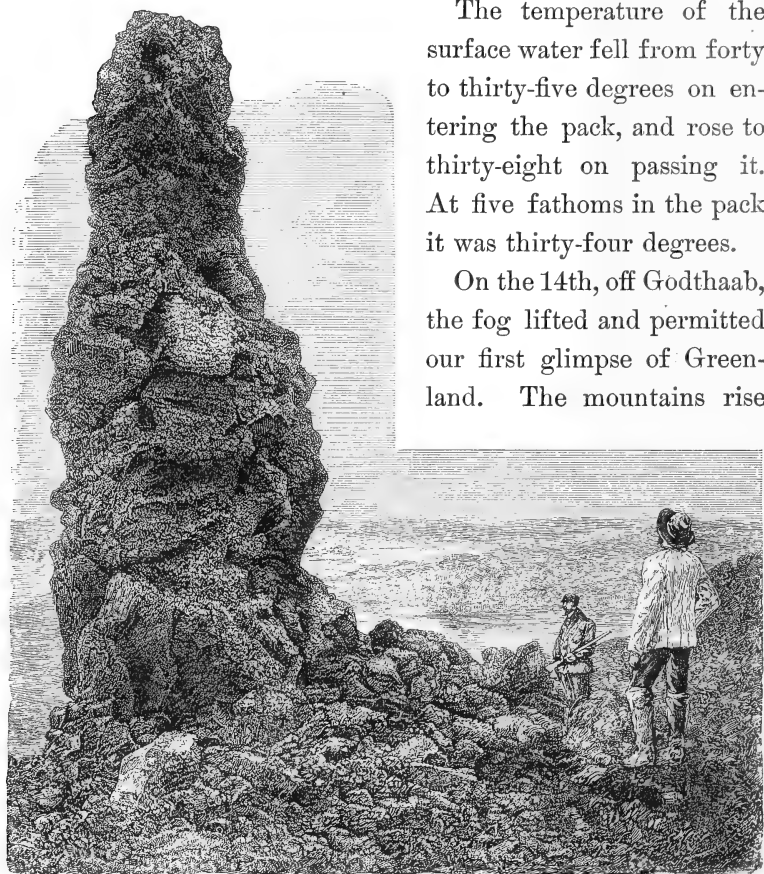 The temperature of the
surface water fell from forty
to thirty-five degrees on en-
tering the pack, and rose to
thirty-eight on passing it.
At five fathoms in the pack
it was thirty-four degrees.
On the 14th, off Godthaab,
the fog lifted and permitted
our first glimpse of Green-
land. The mountains rise